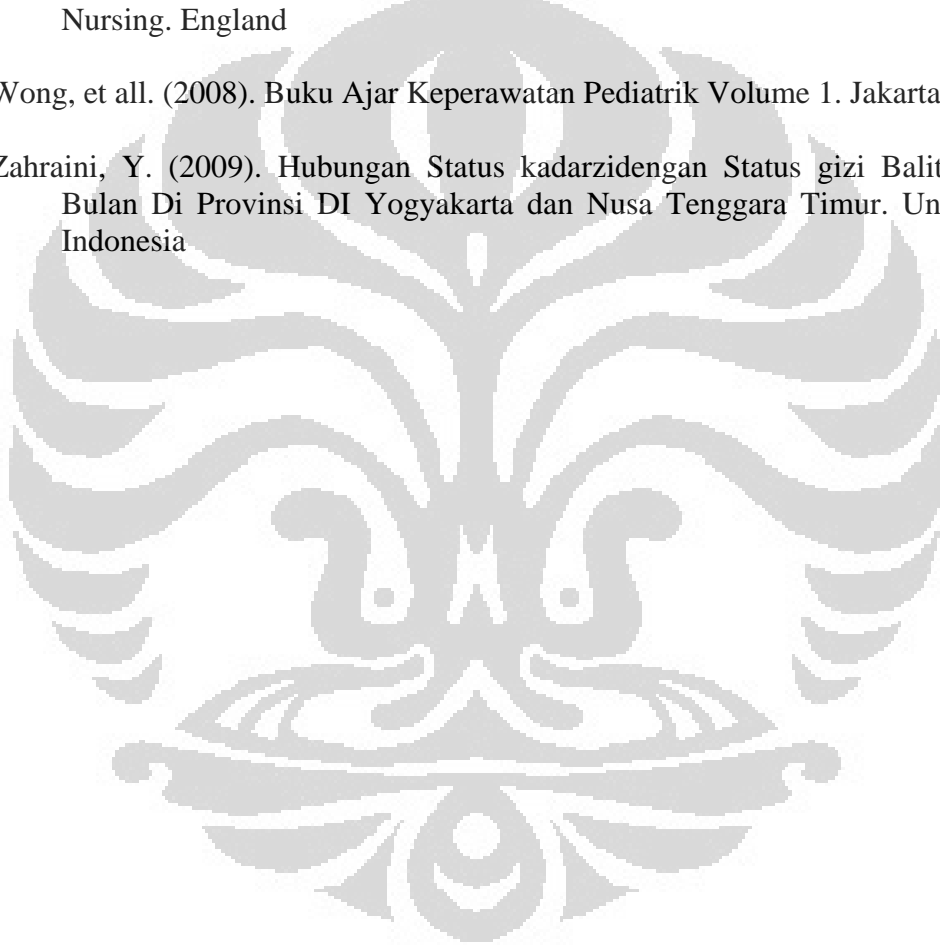 Nursing. England
Wong, et all. (2008). Buku Ajar Keperawatan Pediatrik Volume 1. Jakarta
Zahraini, Y. (2009). Hubungan Status kadarzidengan Status gizi Balit
Bulan Di Provinsi DI Yogyakarta dan Nusa Tenggara Timur. Un
Indonesia